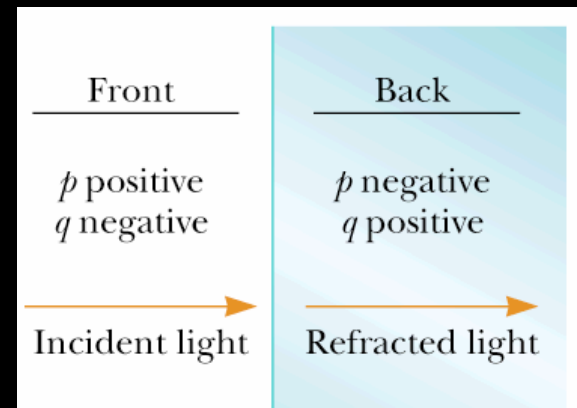 Front
p positive
q negative
Incident light
Back
p negative
q positive
Refracted light